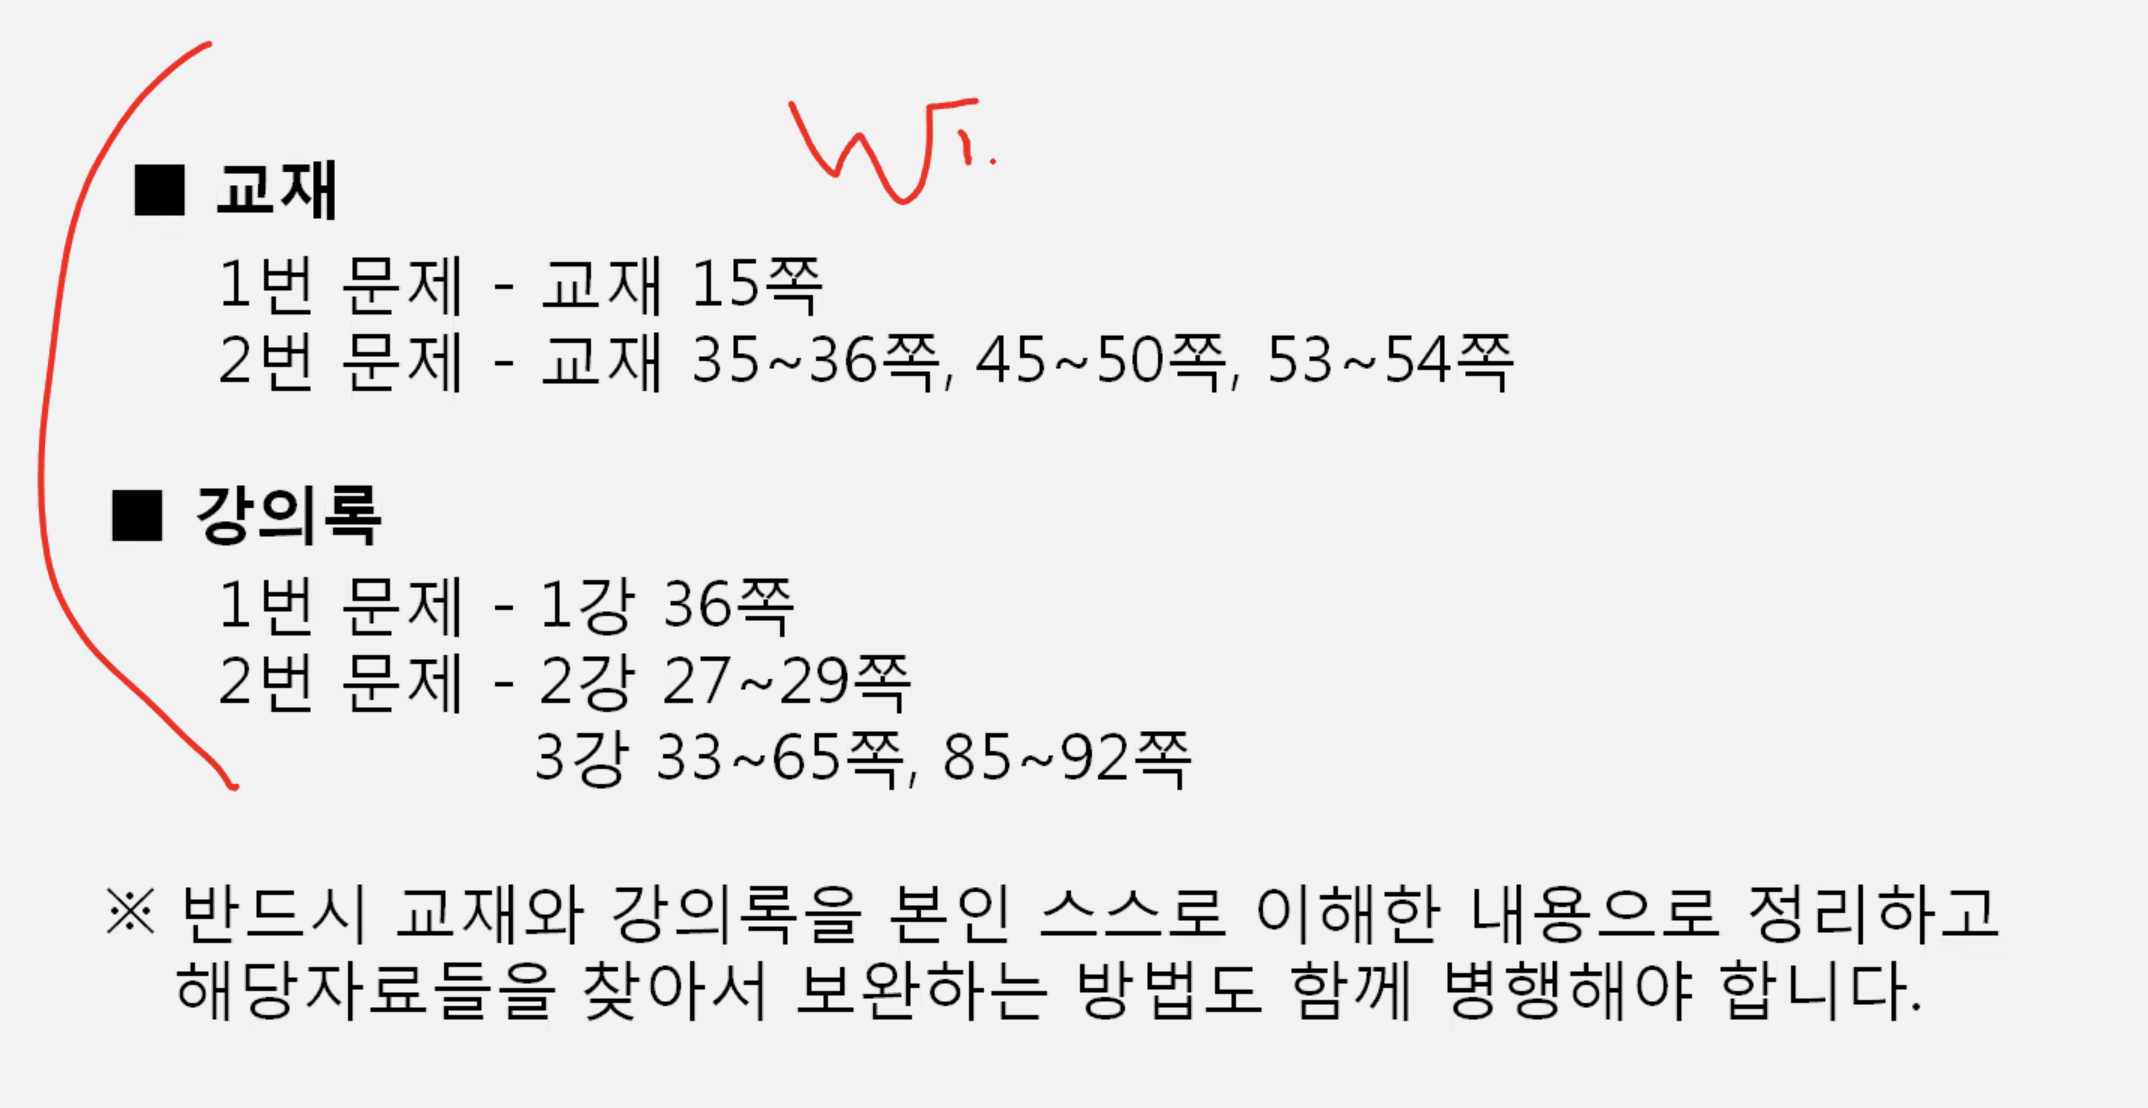 ■ 교재
1번 문제 - 교재 15쪽
2번 문제 - 교재 35~36쪽, 45~50쪽, 53~54쪽
■ 강의록
1번 문제 - 1강 36쪽
2번 문제 - 2강 27~29쪽
3강 33~65쪽, 85~92쪽
※ 반드시 교재와 강의록을 본인 스스로 이해한 내용으로 정리하고
해당자료들을 찾아서 보완하는 방법도 함께 병행해야 합니다.